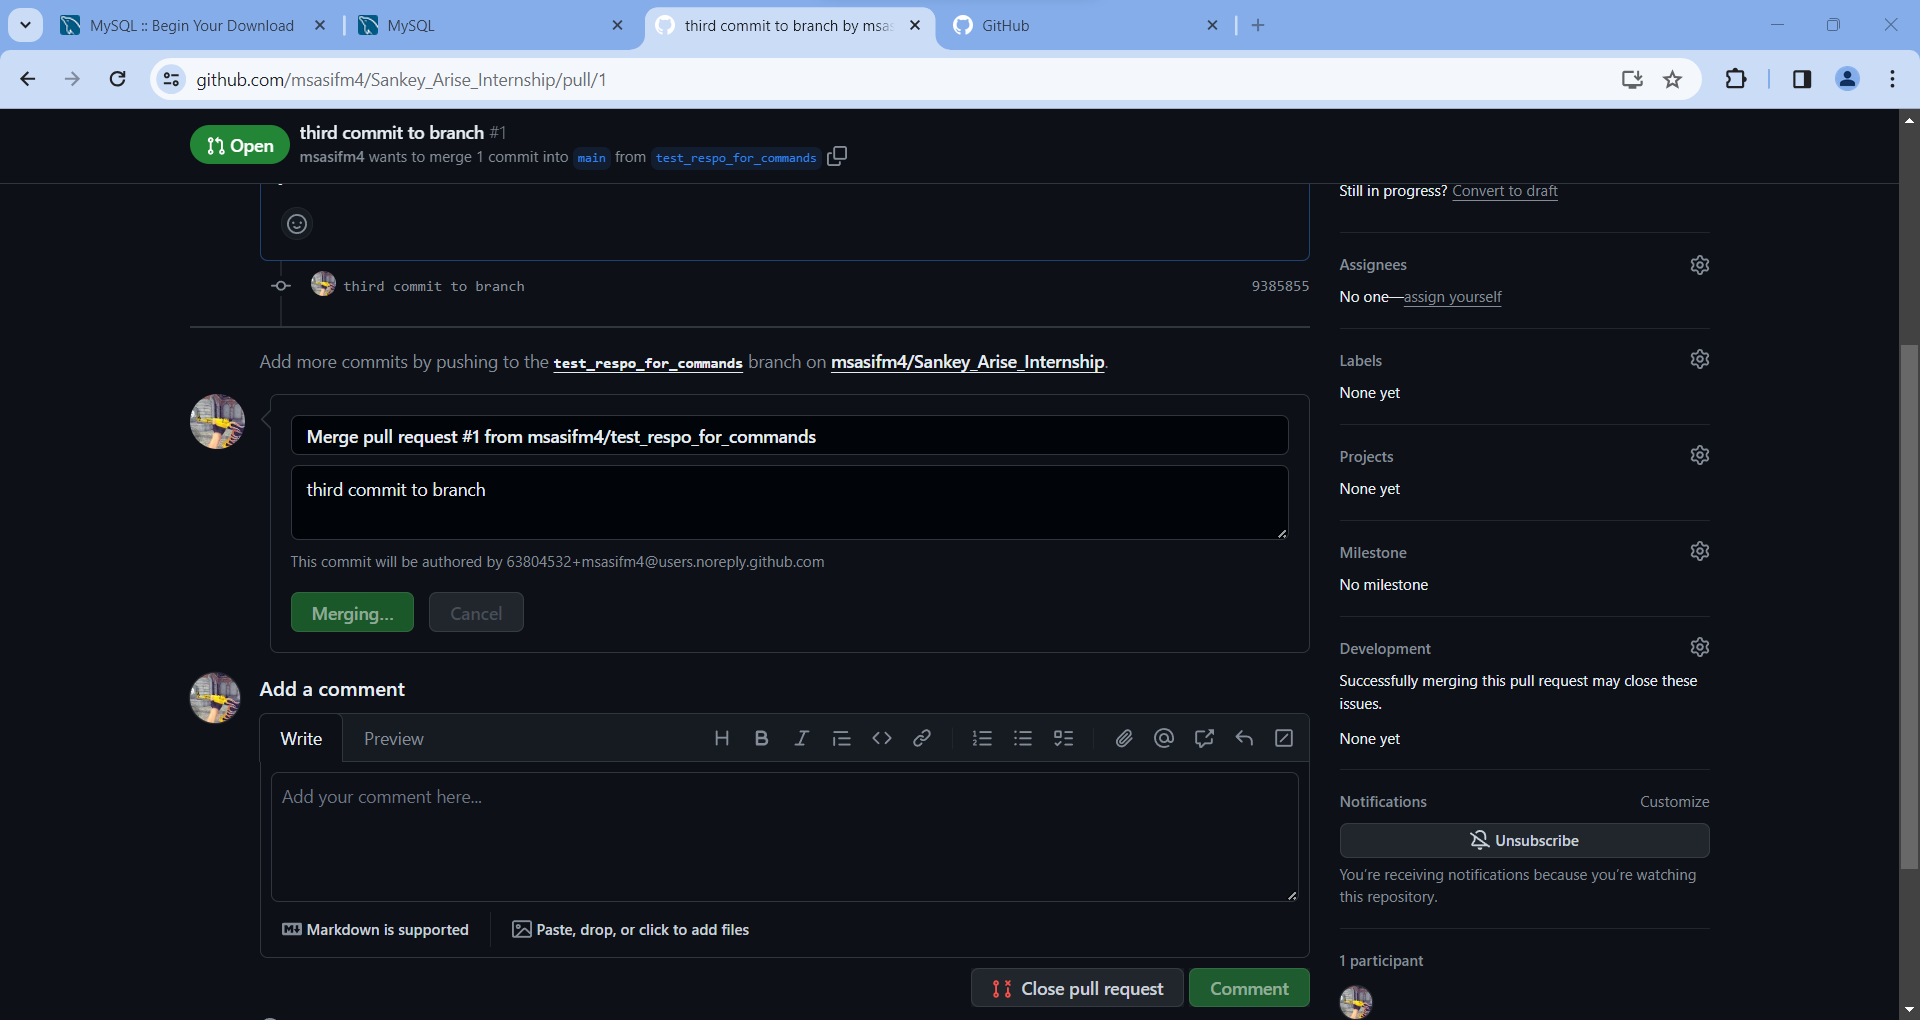 MySQL :: Begin Your Download
MySQL
third commit to branch by msas
GitHub
github.com/msasifm4/Sankey_Arise_Internship/pull/1
Open
third commit to branch #1
msasifm4 wants to merge 1 commit into main from test_respo_for_commands
Still in progress? Convert to draft
third commit to branch
9385855
Add more commits by pushing to the test_respo_for_commands branch on msasifm4/Sankey_Arise_Internship.
Merge pull request #1 from msasifm4/test_respo_for_commands
third commit to branch
This commit will be authored by 63804532+msasifm4@users.noreply.github.com
Merging...
Cancel
Add a comment
Write
Preview
Add your comment here...
Markdown is supported
Paste, drop, or click to add files
Close pull request
Comment
Assignees
No one—assign yourself
Labels
None yet
Projects
None yet
Milestone
No milestone
Development
Successfully merging this pull request may close these
issues.
None yet
Notifications
Customize
Unsubscribe
You're receiving notifications because you're watching
this repository.
1 participant